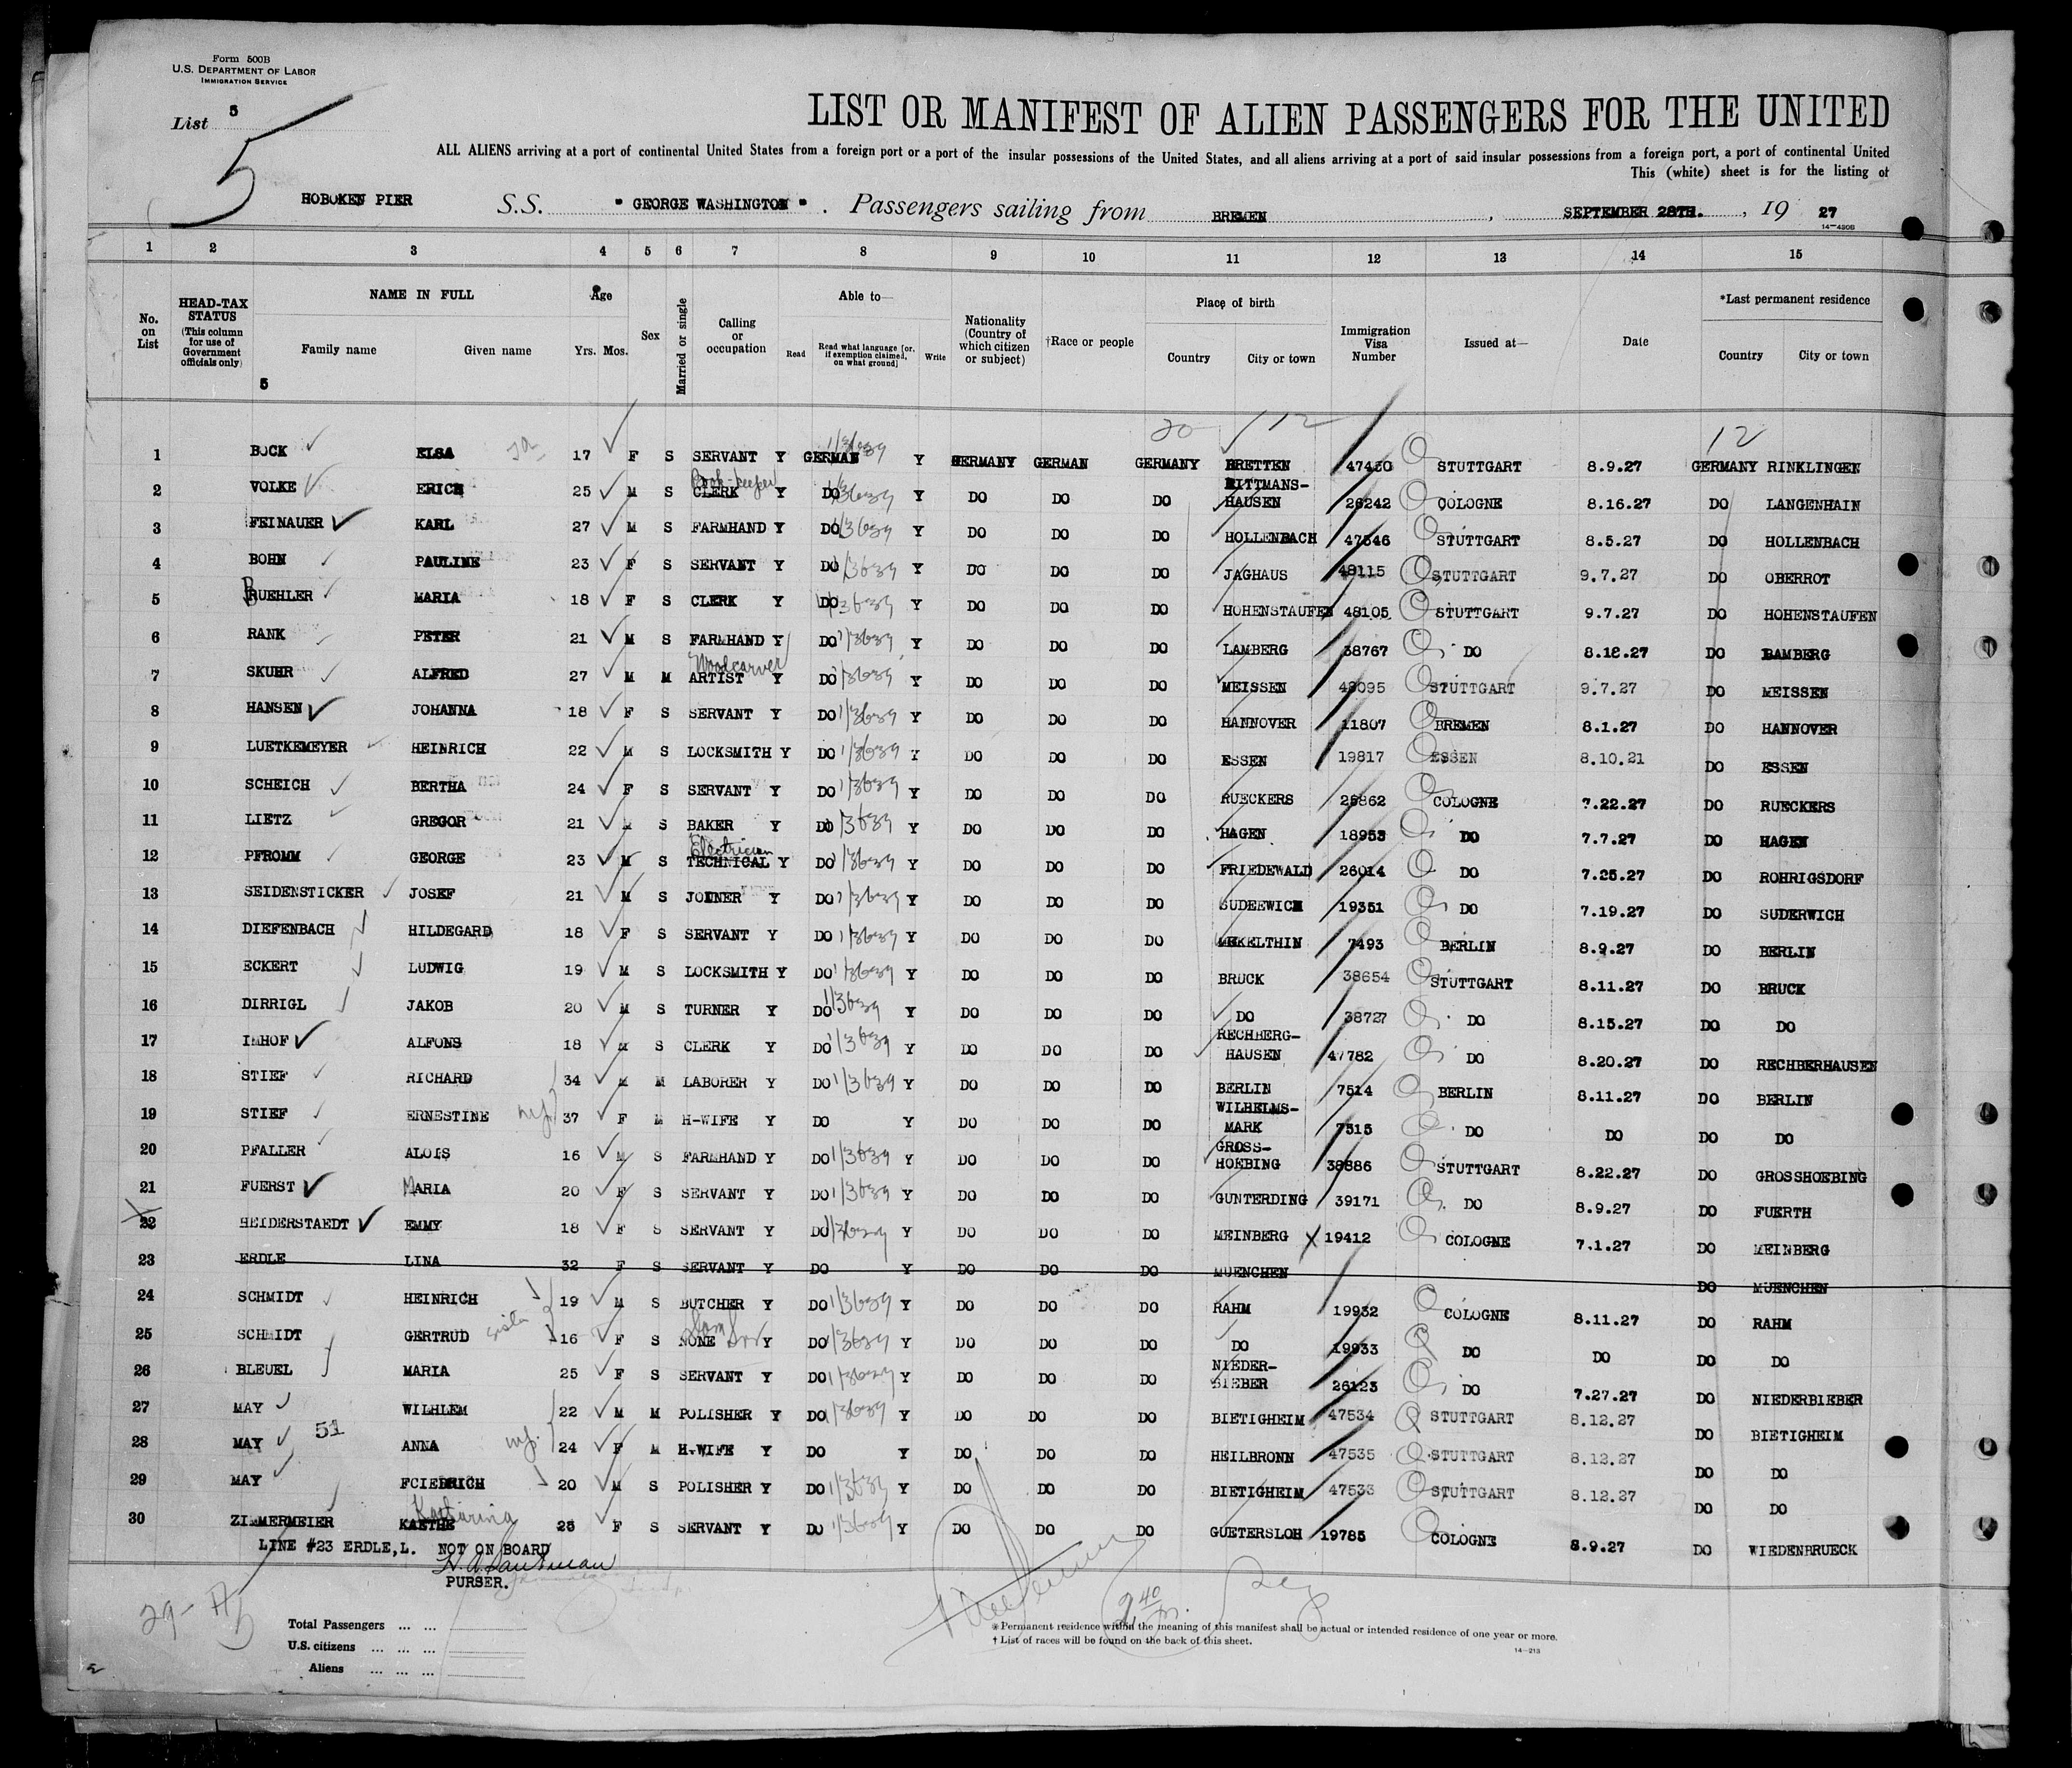 Form 500B
U.S. DEPARTMENT OF LABOR
IMMIGRATION SERVICE
List 5
5
LIST OR MANIFEST OF ALIEN PASSENGERS FOR THE UNITED
ALL ALIENS arriving at a port of continental United States from a foreign port or a port of the insular possessions of the United States, and all aliens arriving at a port of said insular possessions from a foreign port, a port of continental United
This (white) sheet is for the listing of
HOBOKEN PIER S.S. " GEORGE WASHINGTON " . Passengers sailing from BREMEN , SEPTEMBER 28TH. , 19 27
14-430B
1 2 3 4 5 6 7 8 9 10 11 12 13 14 15
No. on List
HEAD-TAX STATUS (This column for use of Government officials only)
NAME IN FULL
Family name Given name
5
Age
Yrs. Mos.
Sex
Married or single
Calling or occupation
Able to—
Read
Read what language [or, if exemption claimed, on what ground]
Write
Nationality (Country of which citizen or subject)
†Race or people
Place of birth
Country City or town
Immigration Visa Number
Issued at—
Date
*Last permanent residence
Country City or town
20 12 12
1 BOCK ELSA 17 F S SERVANT Y GERMAN Y GERMANY GERMAN GERMANY BRETTEN 47430 STUTTGART 8.9.27 GERMANY RINKLINGEN
Book-keeper
2 VOLKE ERICH 25 M S CLERK Y DO Y DO DO DO RITTMANS-HAUSEN 26242 COLOGNE 8.16.27 DO LANGENHAIN
3 FEINAUER KARL 27 M S FARMHAND Y DO Y DO DO DO HOLLENBACH 47546 STUTTGART 8.5.27 DO HOLLENBACH
4 BOHN PAULINE 23 F S SERVANT Y DO Y DO DO DO JAGHAUS 48115 STUTTGART 9.7.27 DO OBERROT
5 BUEHLER MARIA 18 F S CLERK Y DO Y DO DO DO HOHENSTAUFEN 48105 STUTTGART 9.7.27 DO HOHENSTAUFEN
6 RANK PETER 21 M S FARMHAND Y DO Y DO DO DO LAMBERG 38767 DO 8.18.27 DO BAMBERG
Woodcarver
7 SKUHR ALFRED 27 M M ARTIST Y DO Y DO DO DO MEISSEN 48095 STUTTGART 9.7.27 DO MEISSEN
8 HANSEN JOHANNA 18 F S SERVANT Y DO Y DO DO DO HANNOVER 11807 BREMEN 8.1.27 DO HANNOVER
9 LUETKEMEYER HEINRICH 22 M S LOCKSMITH Y DO Y DO DO DO ESSEN 19817 ESSEN 8.10.21 DO ESSEN
10 SCHEICH BERTHA 24 F S SERVANT Y DO Y DO DO DO RUECKERS 25862 COLOGNE 7.22.27 DO RUECKERS
11 LIETZ GREGOR 21 M S BAKER Y DO Y DO DO DO HAGEN 18953 DO 7.7.27 DO HAGEN
Electrician
12 PFROMM GEORGE 23 M S TECHNICAL Y DO Y DO DO DO FRIEDEWALD 26014 DO 7.25.27 DO ROHRIGSDORF
13 SEIDENSTICKER JOSEF 21 M S JOINER Y DO Y DO DO DO SUDERWICH 19351 DO 7.19.27 DO SUDERWICH
14 DIEFENBACH HILDEGARD 18 F S SERVANT Y DO Y DO DO DO MEKELTHIN 7493 BERLIN 8.9.27 DO BERLIN
15 ECKERT LUDWIG 19 M S LOCKSMITH Y DO Y DO DO DO BRUCK 38654 STUTTGART 8.11.27 DO BRUCK
16 DIRRIGL JAKOB 20 M S TURNER Y DO Y DO DO DO DO 38727 DO 8.15.27 DO DO
17 IMHOF ALFONS 18 M S CLERK Y DO Y DO DO DO RECHBERG-HAUSEN 47782 DO 8.20.27 DO RECHBERHAUSEN
18 STIEF RICHARD 34 M M LABORER Y DO Y DO DO DO BERLIN 7514 BERLIN 8.11.27 DO BERLIN
19 STIEF ERNESTINE wf. 37 F M H-WIFE Y DO Y DO DO DO WILHELMS-MARK 7515 DO DO DO DO
20 PFALLER ALOIS 16 M S FARMHAND Y DO Y DO DO DO GROSS-HOEBING 38886 STUTTGART 8.22.27 DO GROSSHOEBING
21 FUERST MARIA 20 F S SERVANT Y DO Y DO DO DO GUNTERDING 39171 DO 8.9.27 DO FUERTH
22 HEIDERSTAEDT EMMY 18 F S SERVANT Y DO Y DO DO DO MEINBERG X 19412 COLOGNE 7.1.27 DO MEINBERG
23 ERDLE LINA 32 F S SERVANT Y DO Y DO DO DO MUENCHEN DO MUENCHEN
24 SCHMIDT HEINRICH 19 M S BUTCHER Y DO Y DO DO DO RAHM 19932 COLOGNE 8.11.27 DO RAHM
25 SCHMIDT GERTRUD sister 16 F S NONE Y DO Y DO DO DO DO 19933 DO DO DO DO
26 BLEUEL MARIA 25 F S SERVANT Y DO Y DO DO DO NIEDER-BIEBER 26123 DO 7.27.27 DO NIEDERBIEBER
27 MAY WILHLEM 22 M M POLISHER Y DO Y DO DO DO BIETIGHEIM 47534 STUTTGART 8.12.27 DO BIETIGHEIM
51
28 MAY ANNA wf. 24 F M H-WIFE Y DO Y DO DO DO HEILBRONN 47535 STUTTGART 8.12.27 DO DO
29 MAY FCIEDRICH 20 M S POLISHER Y DO Y DO DO DO BIETIGHEIM 47533 STUTTGART 8.12.27 DO DO
Katharina
30 ZIMMERMEIER KAETHE 25 F S SERVANT Y DO Y DO DO DO GUETERSLOH 19785 COLOGNE 8.9.27 DO WIEDENBRUECK
LINE #23 ERDLE,L. NOT ON BOARD
PURSER.
29-
Total Passengers ... ...
U.S. citizens ... ... ...
Aliens ... ... ...
* Permanent residence within the meaning of this manifest shall be actual or intended residence of one year or more.
† List of races will be found on the back of this sheet.
14-213